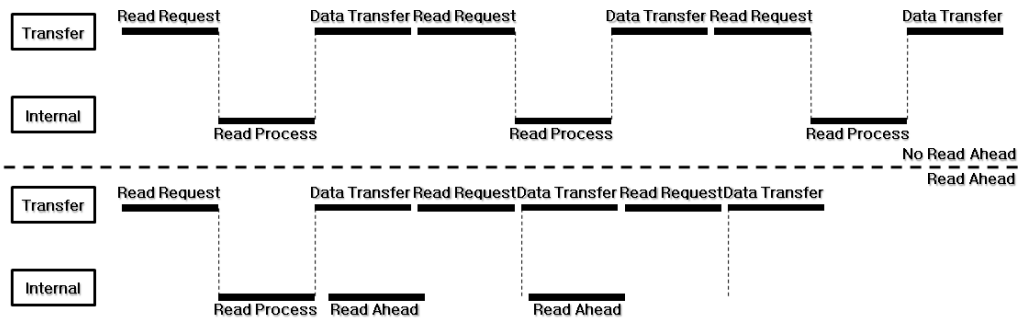 Read Request Data Transfer Read Request Data Transfer Read Request Data Transfer
Transfer
Internal
Read Process Read Process Read Process
No Read Ahead
Read Ahead
Read Request Data Transfer Read Request Data Transfer Read Request Data Transfer
Transfer
Internal
Read Process Read Ahead Read Ahead